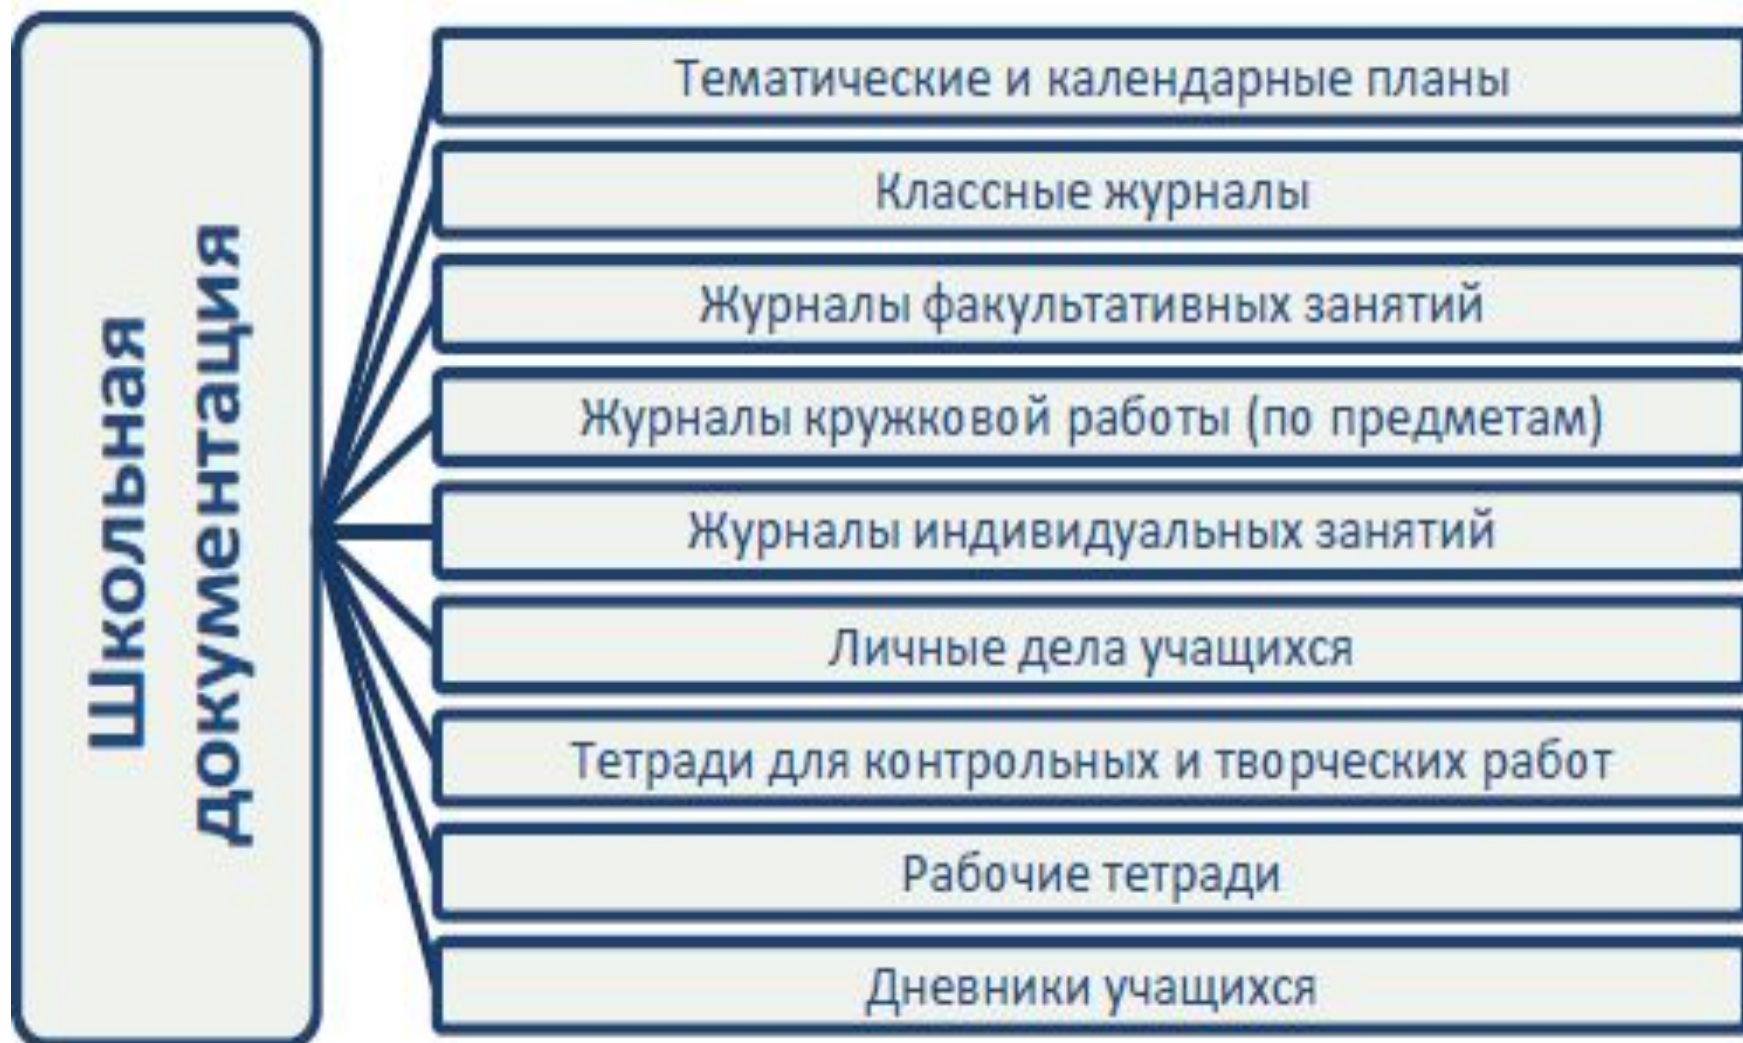 Школьная
документация
Тематические и календарные планы
Классные журналы
Журналы факультативных занятий
Журналы кружковой работы (по предметам)
Журналы индивидуальных занятий
Личные дела учащихся
Тетради для контрольных и творческих работ
Рабочие тетради
Дневники учащихся